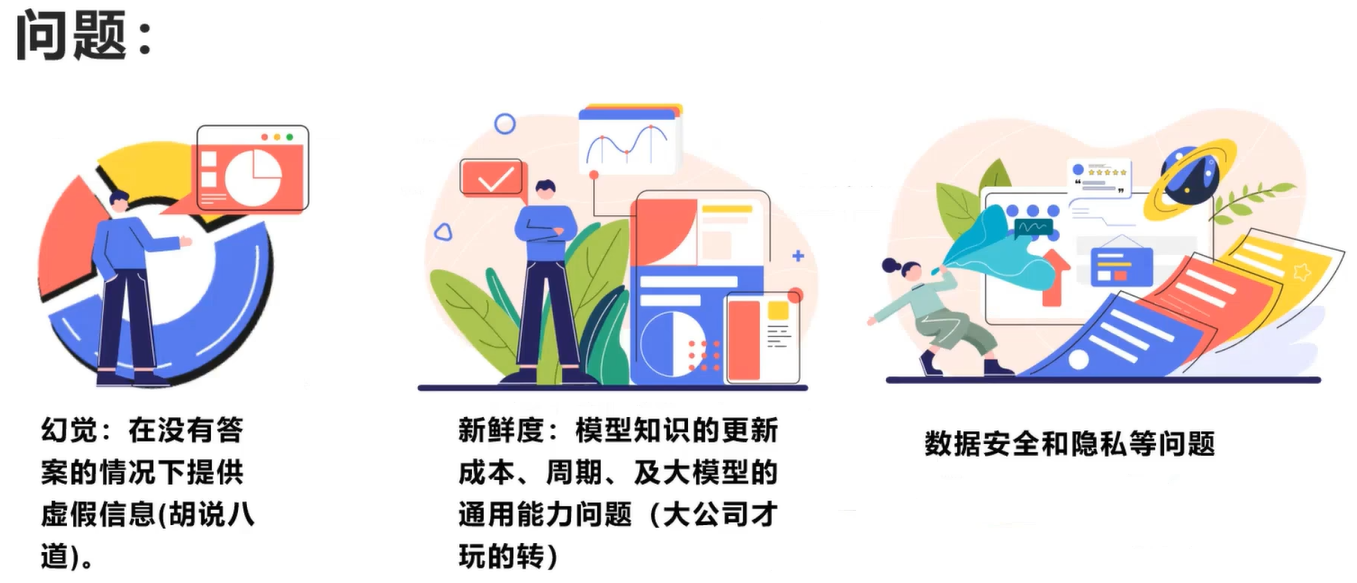 问题：
幻觉：在没有答
案的情况下提供
虚假信息(胡说八
道)。
新鲜度：模型知识的更新
成本、周期、及大模型的
通用能力问题（大公司才
玩的转）
数据安全和隐私等问题